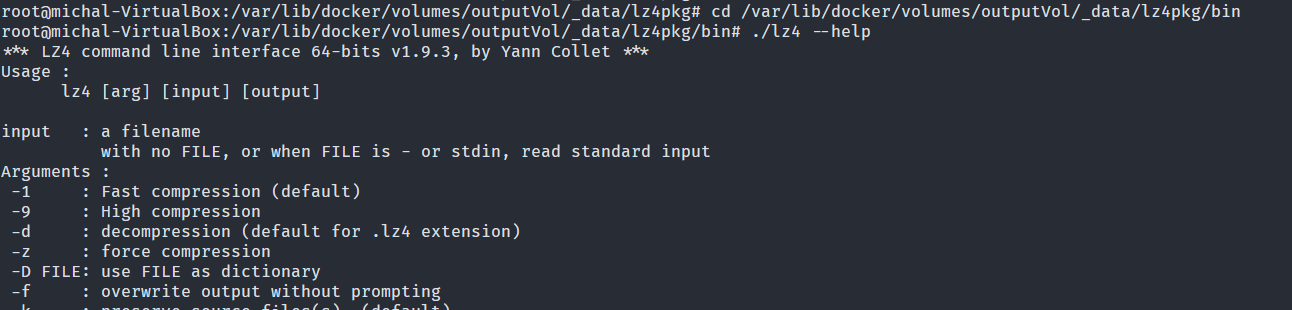 root@michal-VirtualBox:/var/lib/docker/volumes/outputVol/_data/lz4pkg# cd /var/lib/docker/volumes/outputVol/_data/lz4pkg/bin
root@michal-VirtualBox:/var/lib/docker/volumes/outputVol/_data/lz4pkg/bin# ./lz4 --help
*** LZ4 command line interface 64-bits v1.9.3, by Yann Collet ***
Usage :
      lz4 [arg] [input] [output]

input   : a filename
          with no FILE, or when FILE is - or stdin, read standard input
Arguments :
 -1     : Fast compression (default)
 -9     : High compression
 -d     : decompression (default for .lz4 extension)
 -z     : force compression
 -D FILE: use FILE as dictionary
 -f     : overwrite output without prompting
 -k     : preserve source files(s)  (default)